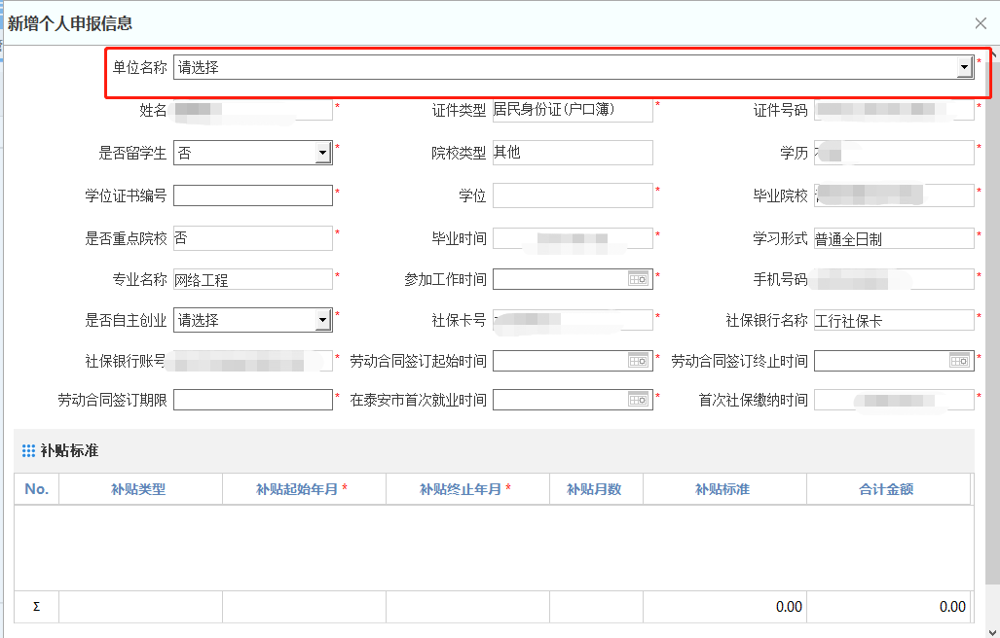 新增个人申报信息
单位名称 请选择 *
姓名 * 证件类型 居民身份证(户口簿) * 证件号码 *
是否留学生 否 * 院校类型 其他 学历 *
学位证书编号 * 学位 * 毕业院校 *
是否重点院校 否 * 毕业时间 * 学习形式 普通全日制 *
专业名称 网络工程 * 参加工作时间 * 手机号码 *
是否自主创业 请选择 * 社保卡号 * 社保银行名称 工行社保卡 *
社保银行账号 * 劳动合同签订起始时间 * 劳动合同签订终止时间 *
劳动合同签订期限 * 在泰安市首次就业时间 * 首次社保缴纳时间 *
补贴标准
No. 补贴类型 补贴起始年月 * 补贴终止年月 * 补贴月数 补贴标准 合计金额
Σ 0.00 0.00